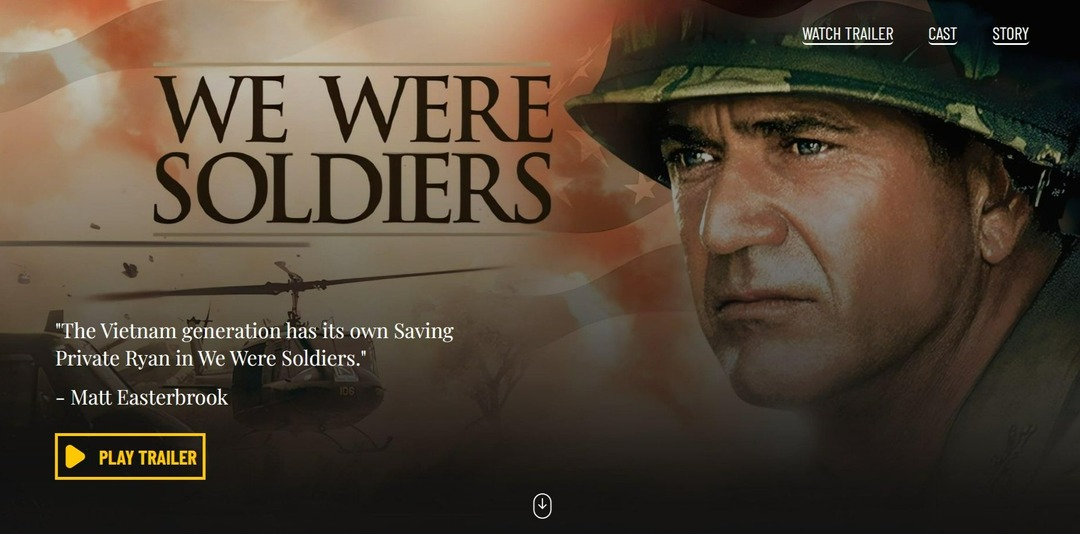 WATCH TRAILER CAST STORY
WE WERE
SOLDIERS
"The Vietnam generation has its own Saving
Private Ryan in We Were Soldiers."
- Matt Easterbrook
PLAY TRAILER
106